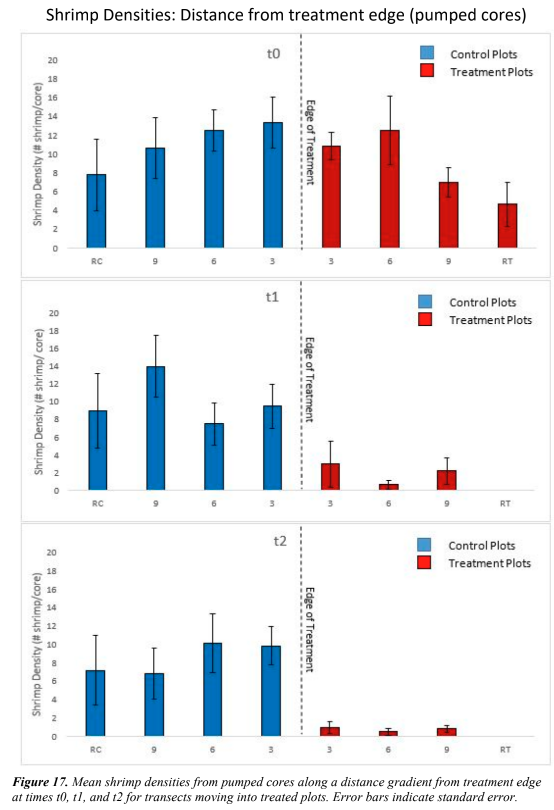 Shrimp Densities: Distance from treatment edge (pumped cores)
t0
Control Plots
Treatment Plots
Shrimp Density (# shrimp/core)
20
18
16
14
12
10
8
6
4
2
0
Edge of Treatment
RC 9 6 3 3 6 9 RT
t1
Control Plots
Treatment Plots
Shrimp Density (# shrimp/ core)
20
18
16
14
12
10
8
6
4
2
0
Edge of Treatment
RC 9 6 3 3 6 9 RT
t2
Control Plots
Treatment Plots
Shrimp Density (# shrimp/core)
20
18
16
14
12
10
8
6
4
2
0
Edge of Treatment
RC 9 6 3 3 6 9 RT
Figure 17. Mean shrimp densities from pumped cores along a distance gradient from treatment edge
at times t0, t1, and t2 for transects moving into treated plots. Error bars indicate standard error.